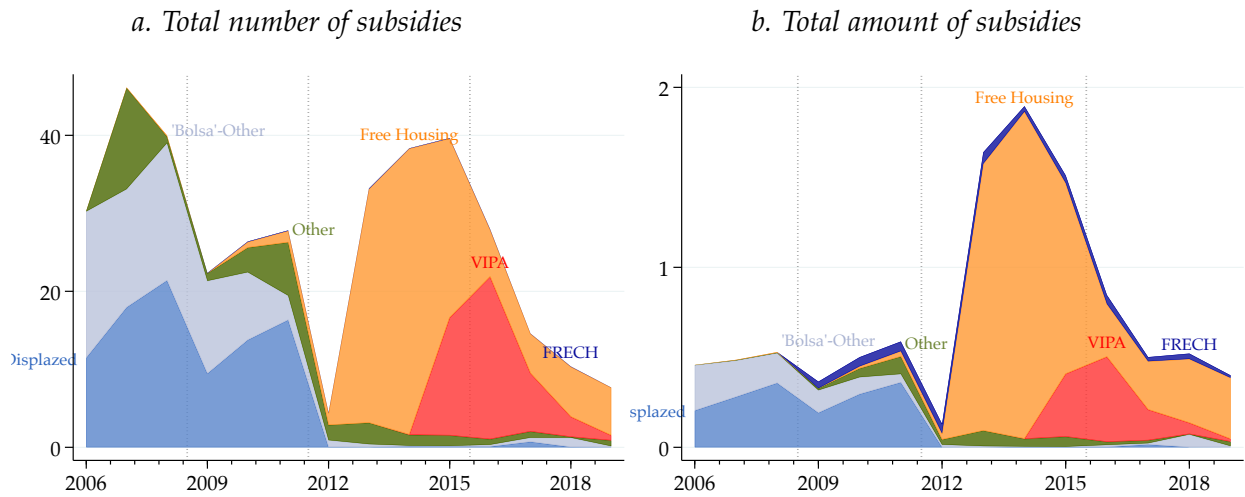 a. Total number of subsidies
b. Total amount of subsidies
40
20
0
'Bolsa'-Other
Free Housing
Other
VIPA
FRECH
Displazed
2006 2009 2012 2015 2018
2
1
0
Free Housing
'Bolsa'-Other
Other
VIPA
FRECH
splazed
2006 2009 2012 2015 2018